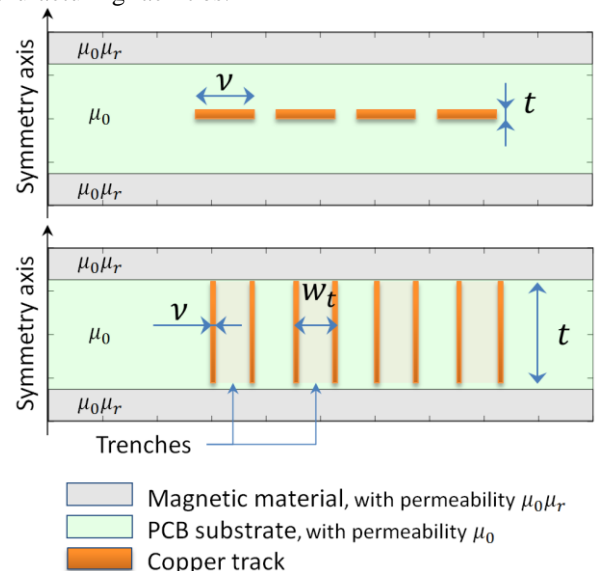 Symmetry axis
μ₀μᵣ
ν
t
μ₀
μ₀μᵣ
Symmetry axis
μ₀μᵣ
ν
wₜ
t
μ₀
μ₀μᵣ
Trenches
Magnetic material, with permeability μ₀μᵣ
PCB substrate, with permeability μ₀
Copper track